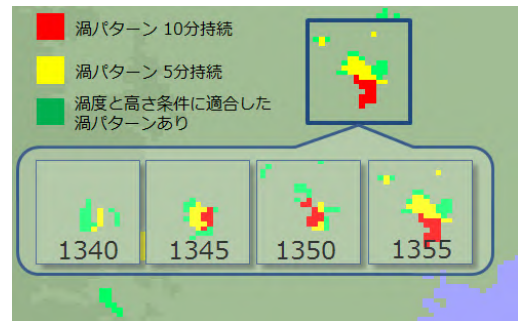 渦パターン 10分持続
渦パターン 5分持続
渦度と高さ条件に適合した
渦パターンあり
1340
1345
1350
1355